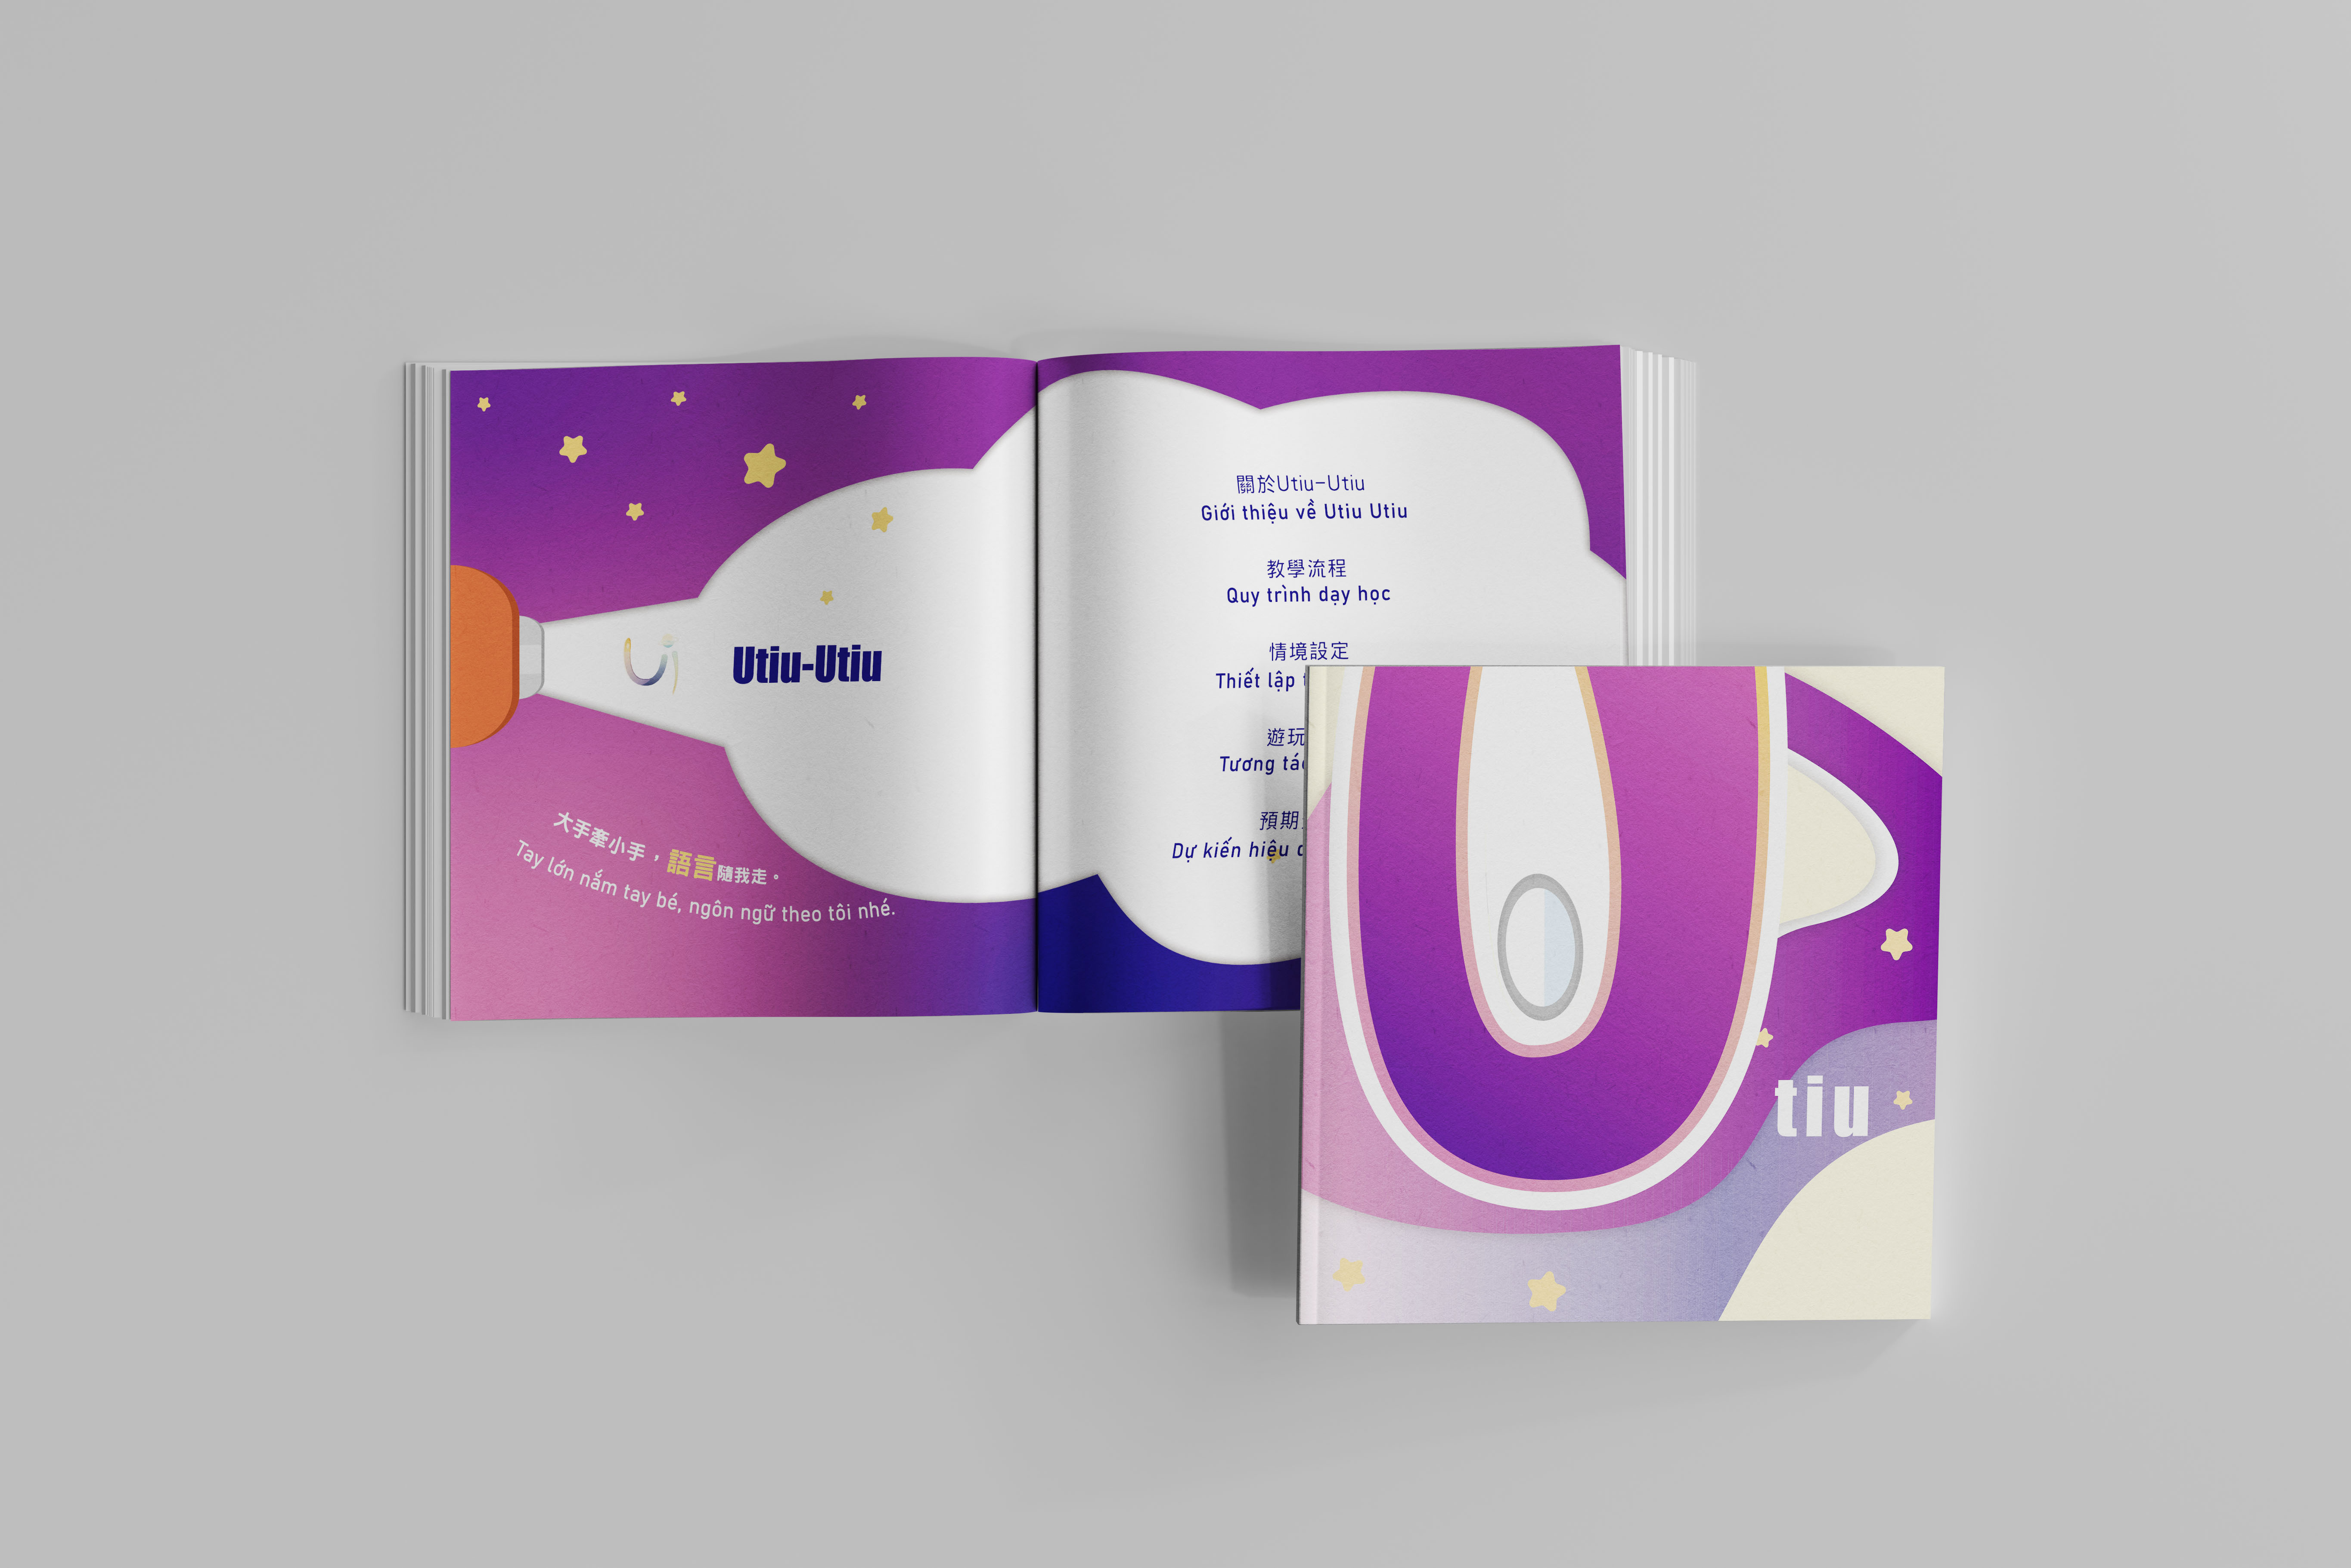 Utiu-Utiu
大手牽小手，語言隨我走。
Tay lớn nắm tay bé, ngôn ngữ theo tôi nhé.
關於Utiu-Utiu
Giới thiệu về Utiu Utiu
教學流程
Quy trình dạy học
情境設定
Thiết lập
遊玩
Tương tác
預期
Dự kiến hiệu
tiu